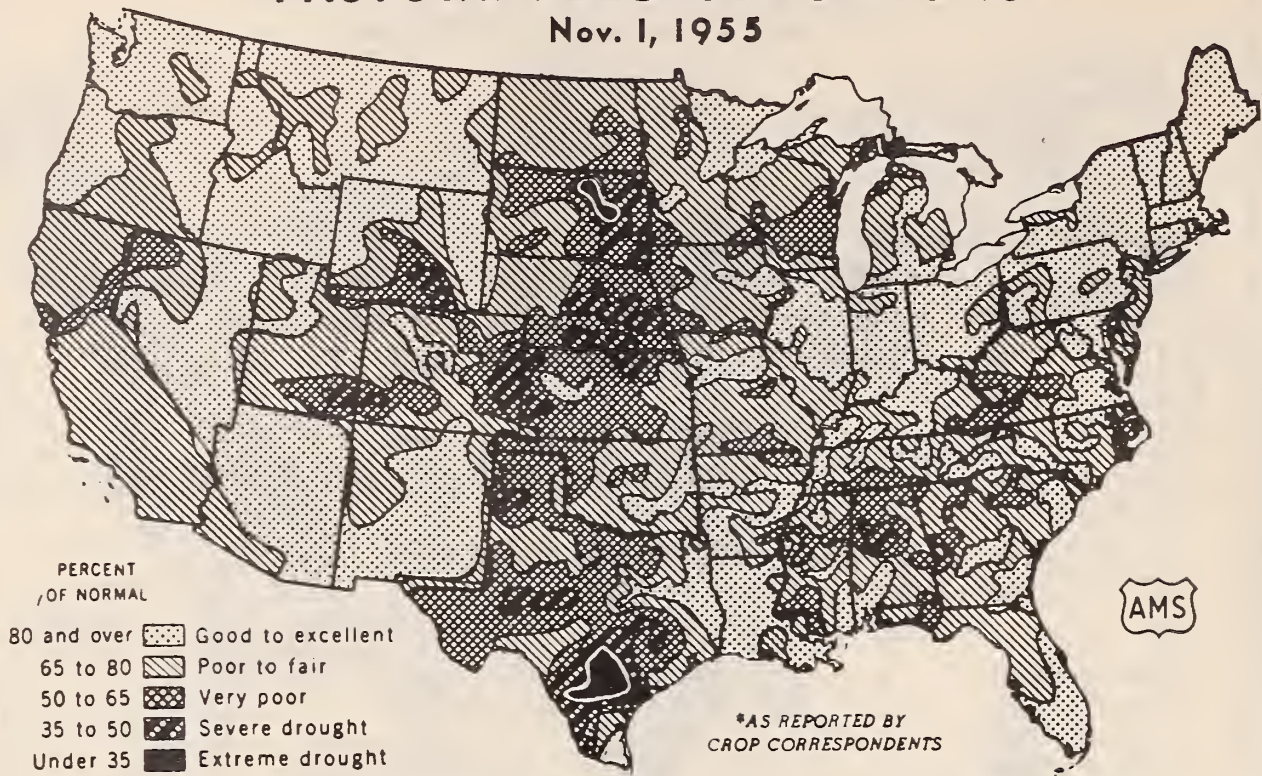 Nov. 1, 1955
PERCENT
OF NORMAL
80 and over Good to excellent
65 to 80 Poor to fair
50 to 65 Very poor
35 to 50 Severe drought
Under 35 Extreme drought
*AS REPORTED BY
CROP CORRESPONDENTS
AMS